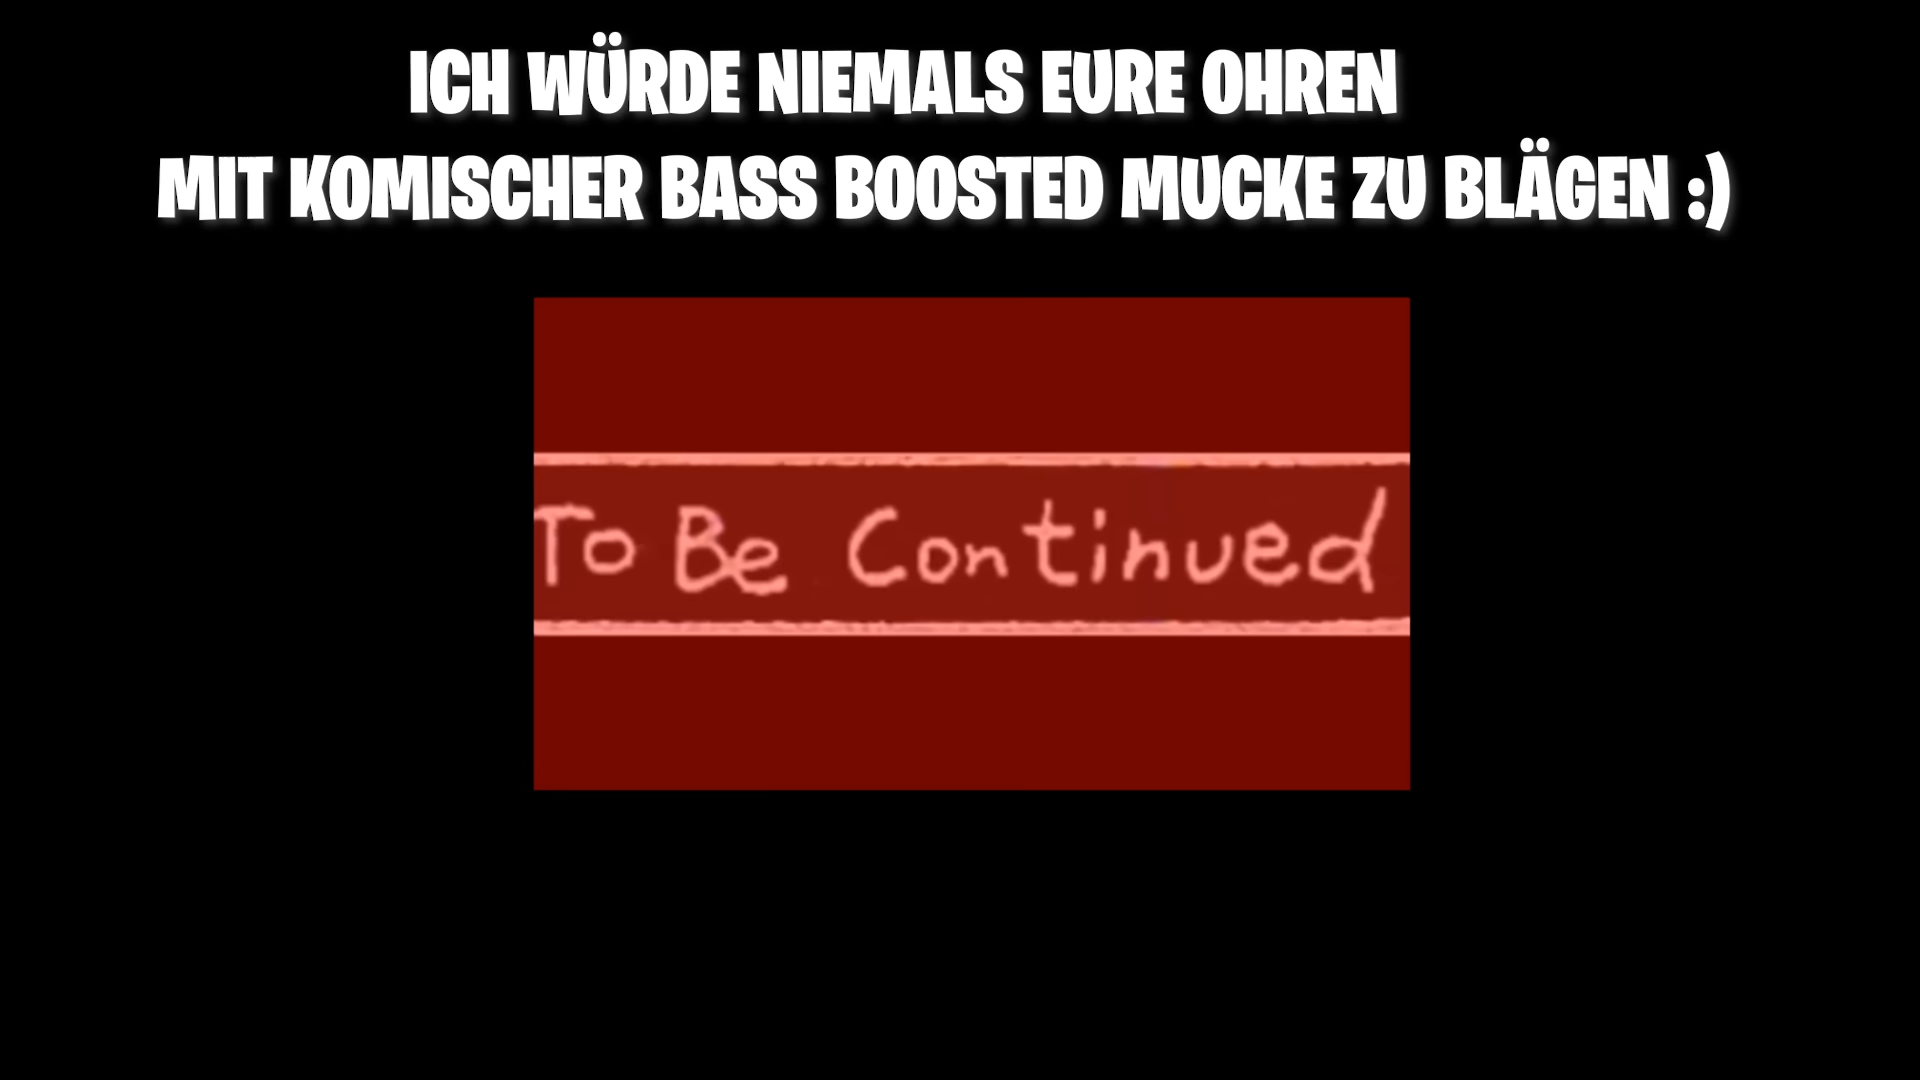 ICH WÜRDE NIEMALS EURE OHREN
MIT KOMISCHER BASS BOOSTED MUCKE ZU BLÄGEN :)
To Be Continued